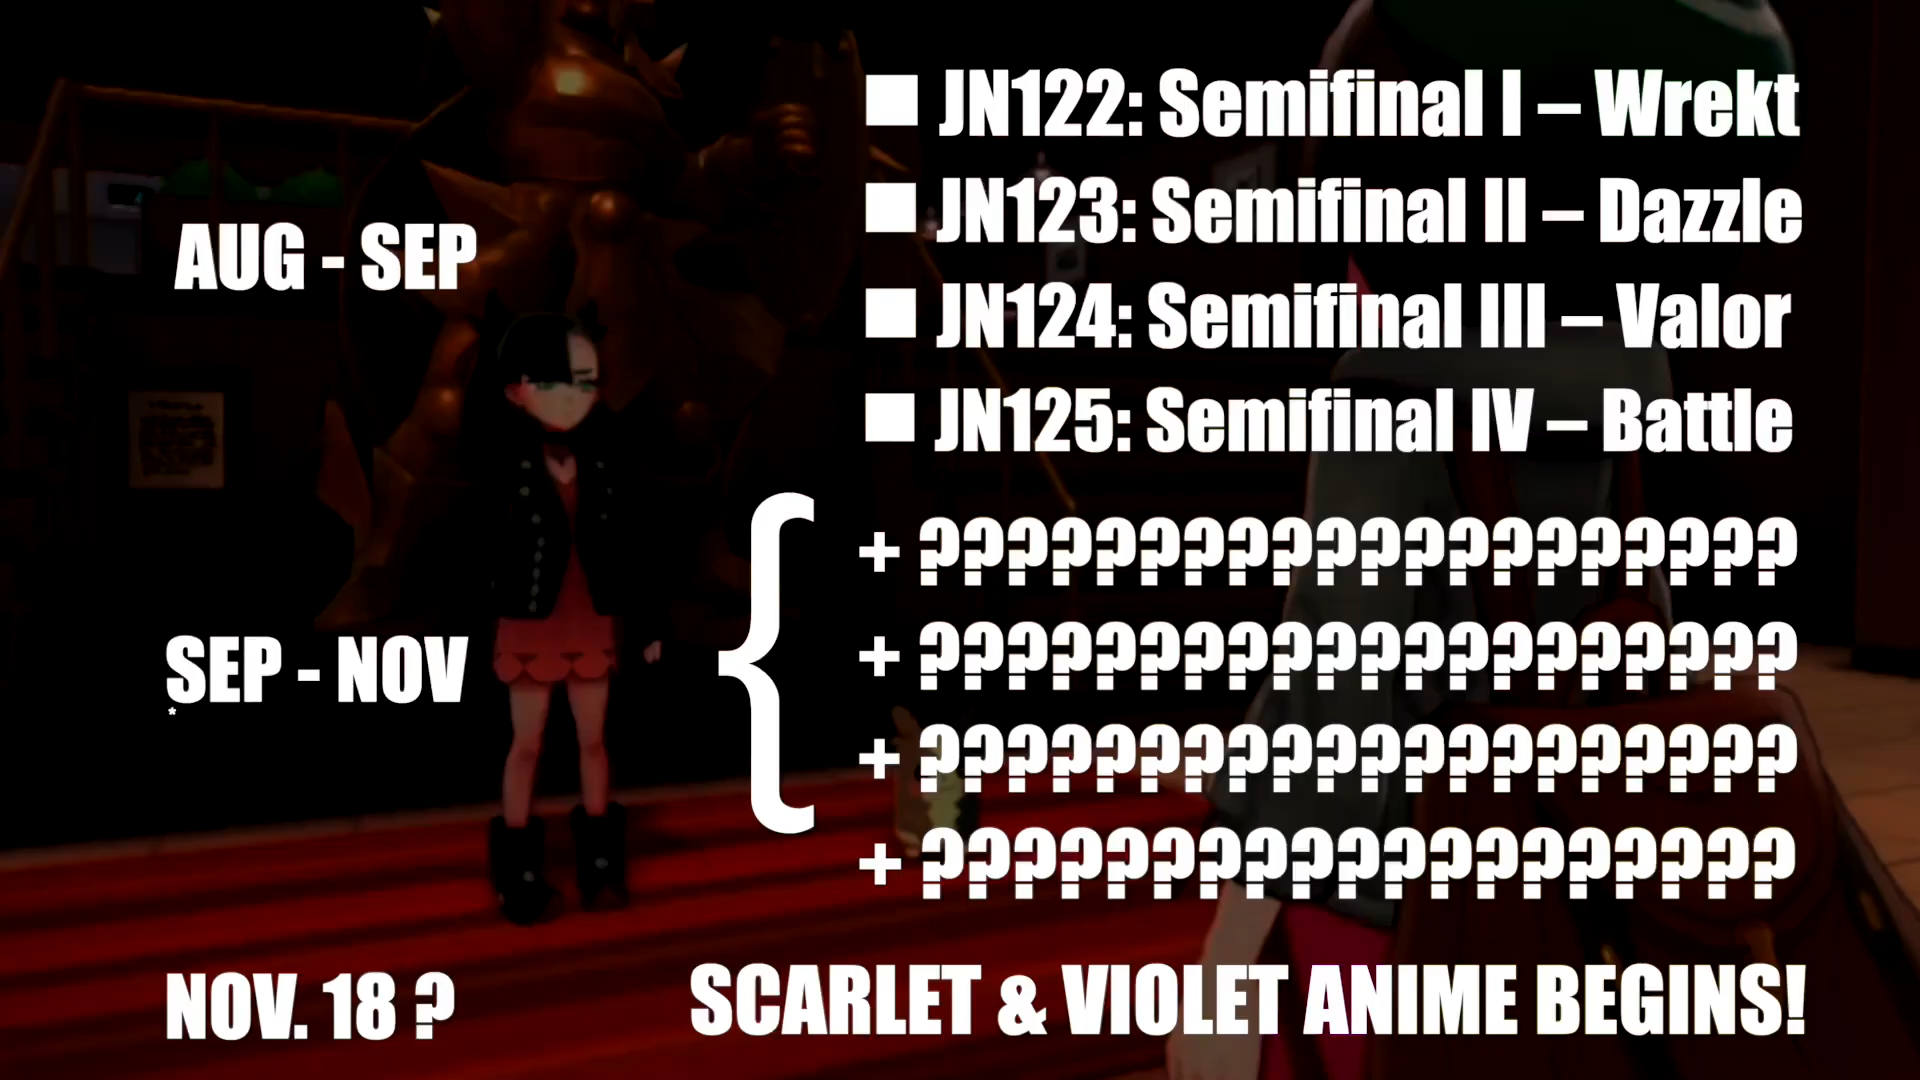 ■ JN122: Semifinal I – Wrekt
■ JN123: Semifinal II – Dazzle
AUG - SEP
■ JN124: Semifinal III – Valor
■ JN125: Semifinal IV – Battle
+ ????????????????????
+ ????????????????????
SEP - NOV
*
+ ????????????????????
+ ???????????????????
NOV. 18 ?
SCARLET & VIOLET ANIME BEGINS!